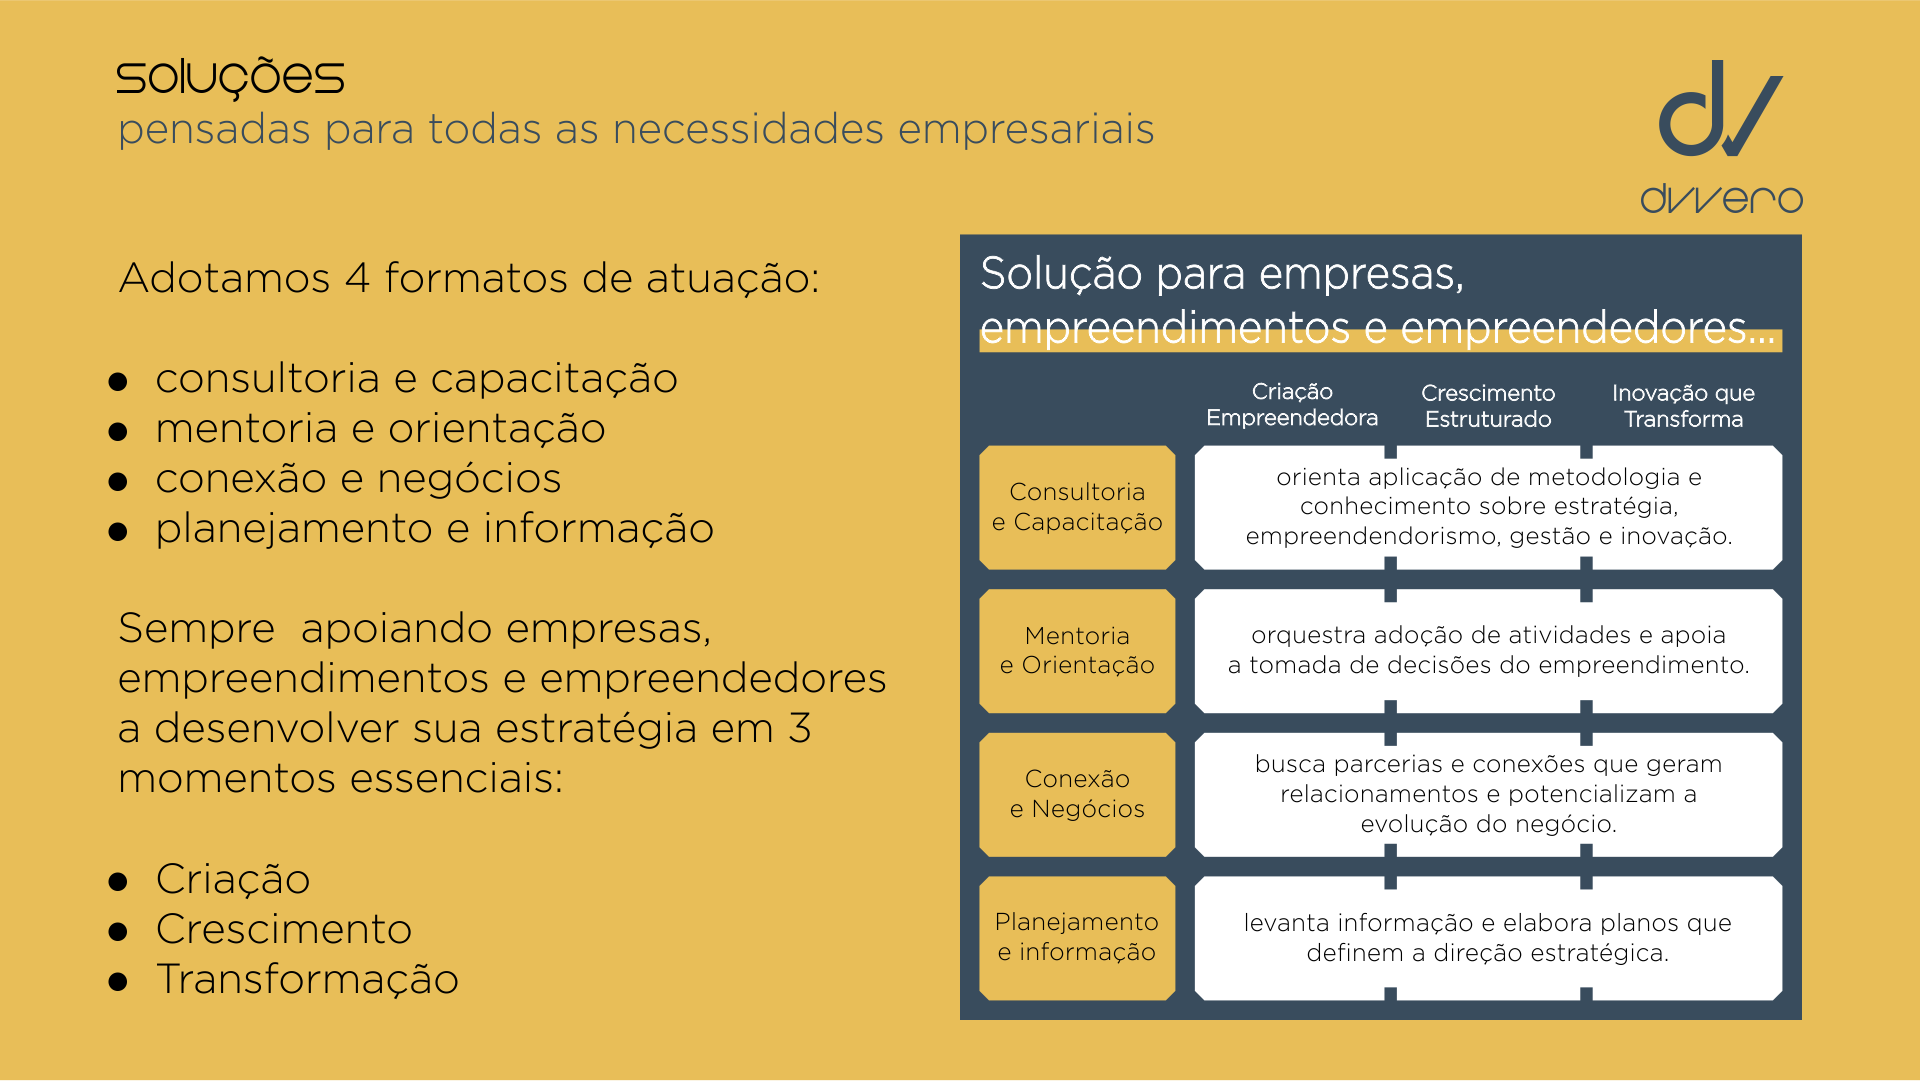 soluções
pensadas para todas as necessidades empresariais
dv
dvvero
Adotamos 4 formatos de atuação:
● consultoria e capacitação
● mentoria e orientação
● conexão e negócios
● planejamento e informação
Sempre  apoiando empresas,
empreendimentos e empreendedores
a desenvolver sua estratégia em 3
momentos essenciais:
● Criação
● Crescimento
● Transformação
Solução para empresas,
empreendimentos e empreendedores...
Criação
Empreendedora
Crescimento
Estruturado
Inovação que
Transforma
Consultoria
e Capacitação
orienta aplicação de metodologia e
conhecimento sobre estratégia,
empreendendorismo, gestão e inovação.
Mentoria
e Orientação
orquestra adoção de atividades e apoia
a tomada de decisões do empreendimento.
Conexão
e Negócios
busca parcerias e conexões que geram
relacionamentos e potencializam a
evolução do negócio.
Planejamento
e informação
levanta informação e elabora planos que
definem a direção estratégica.